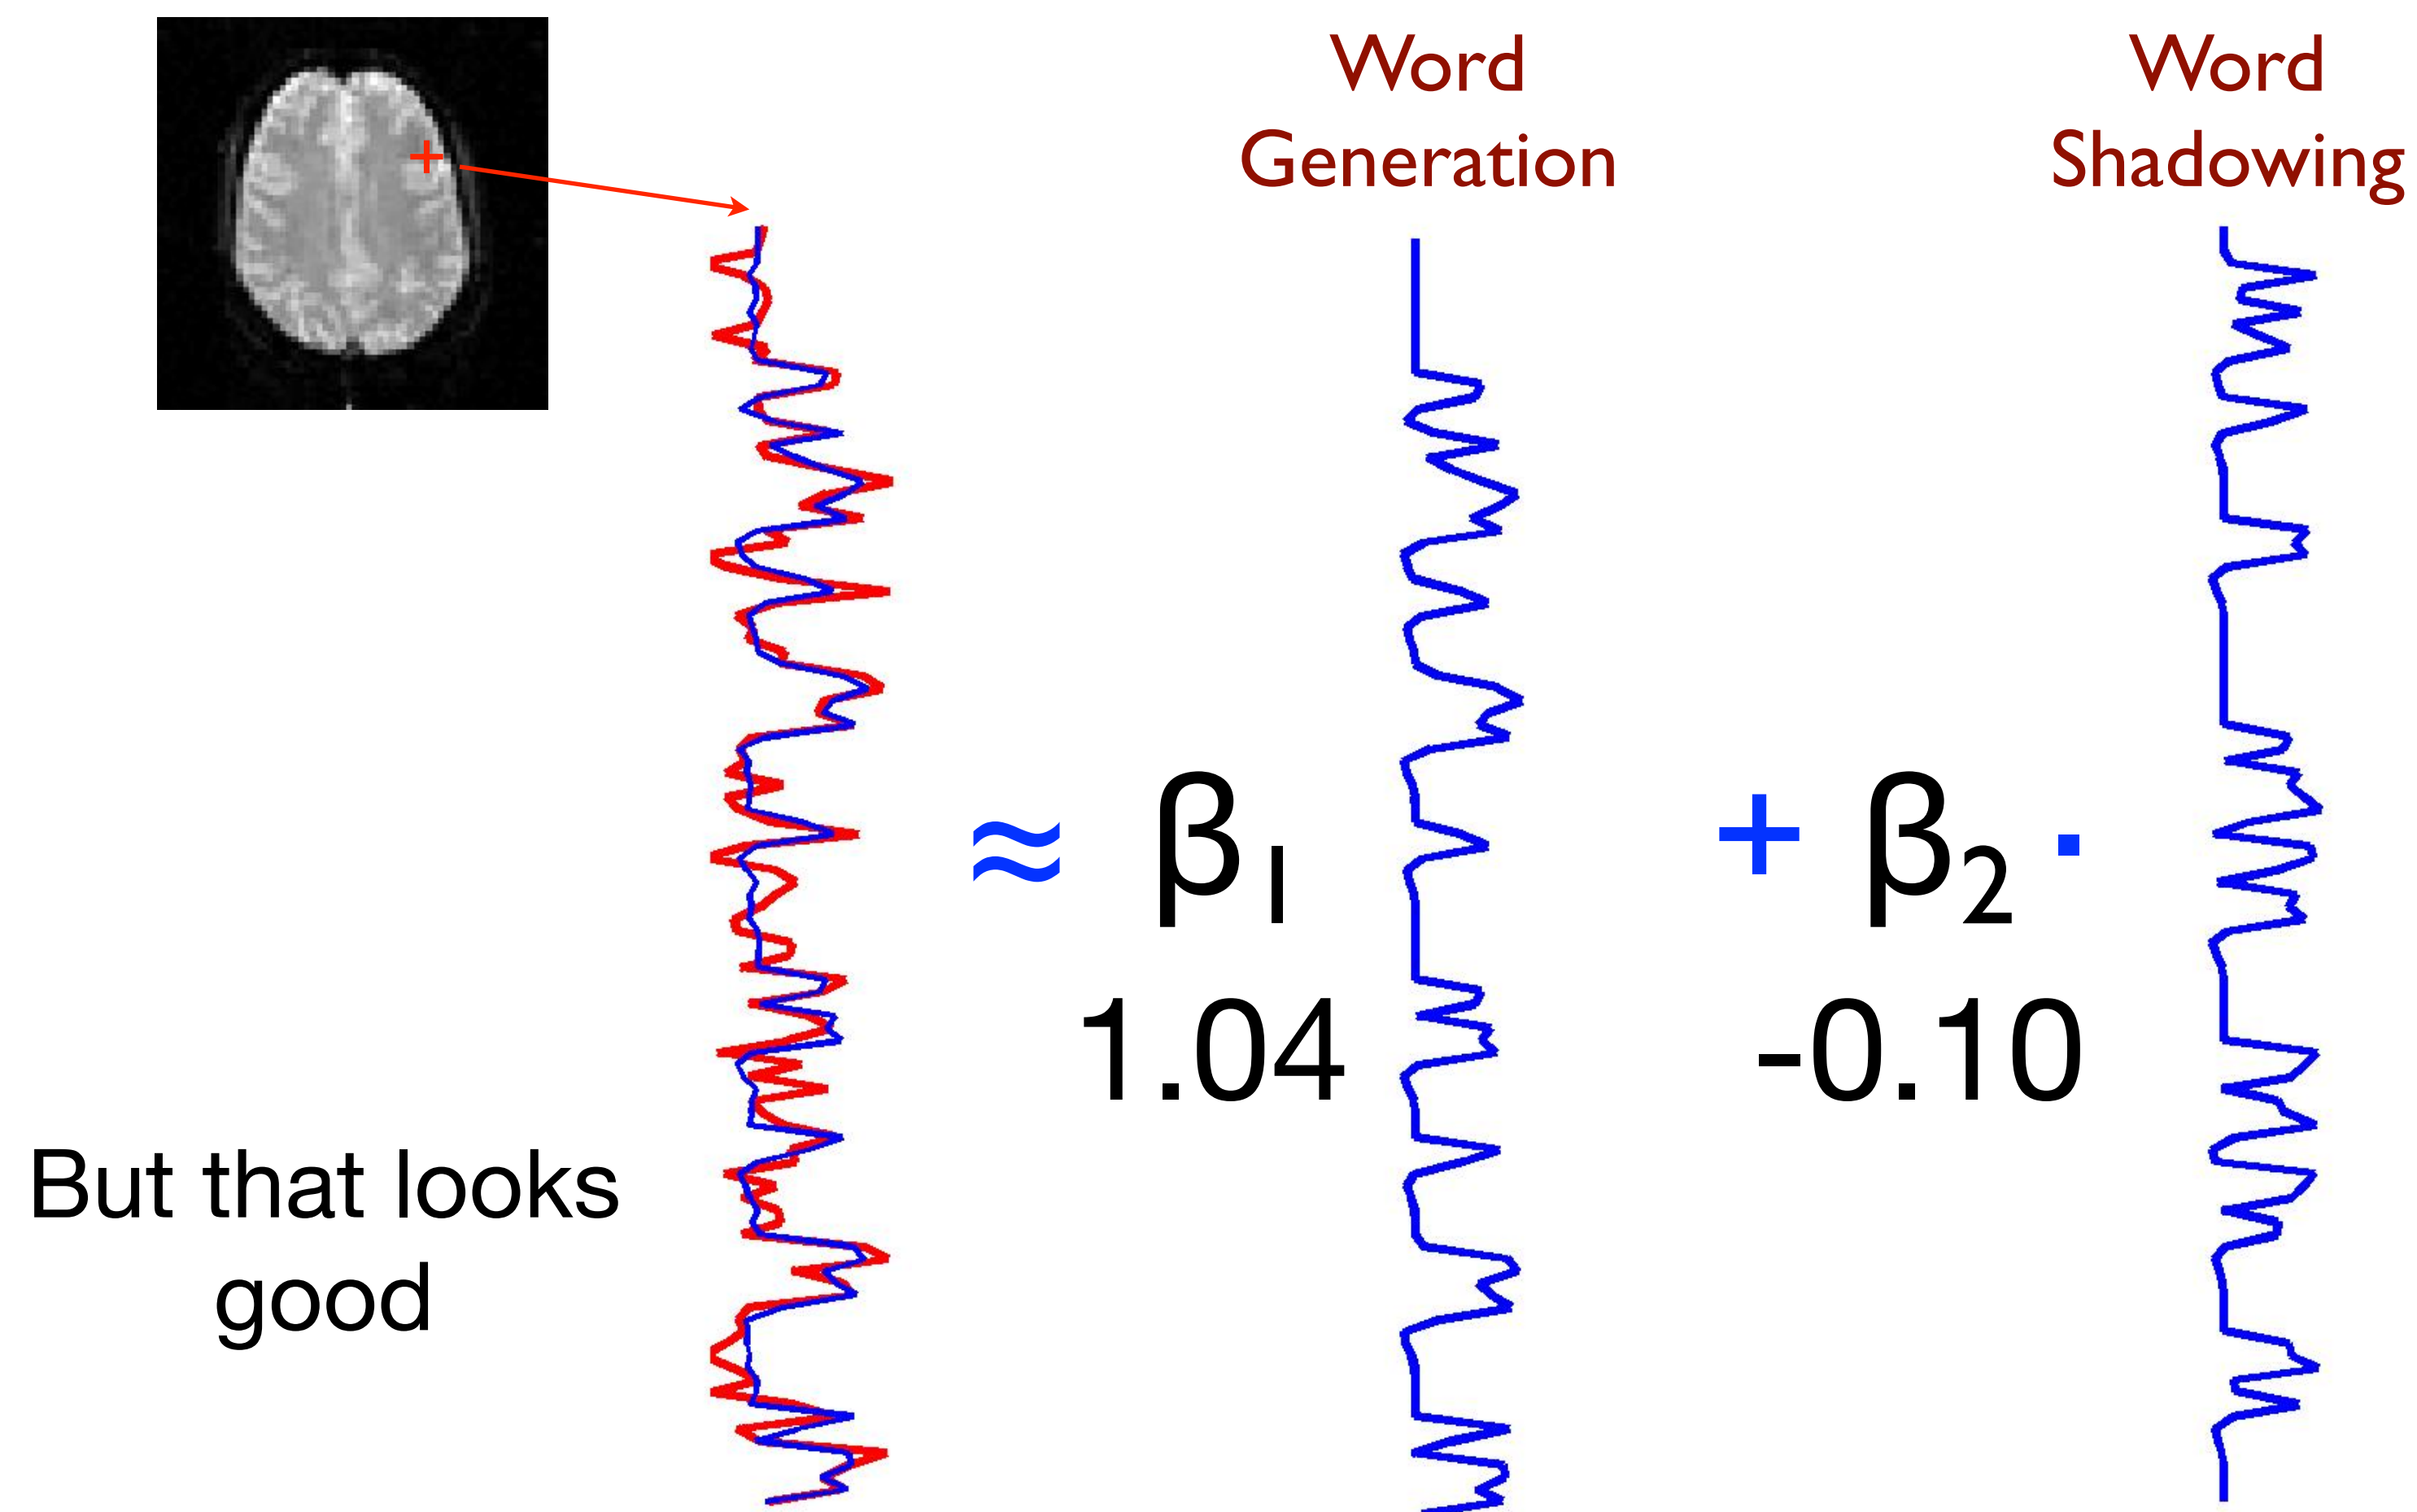 Word
Generation
Word
Shadowing
≈ β1
+ β2 ·
1.04
-0.10
But that looks
good